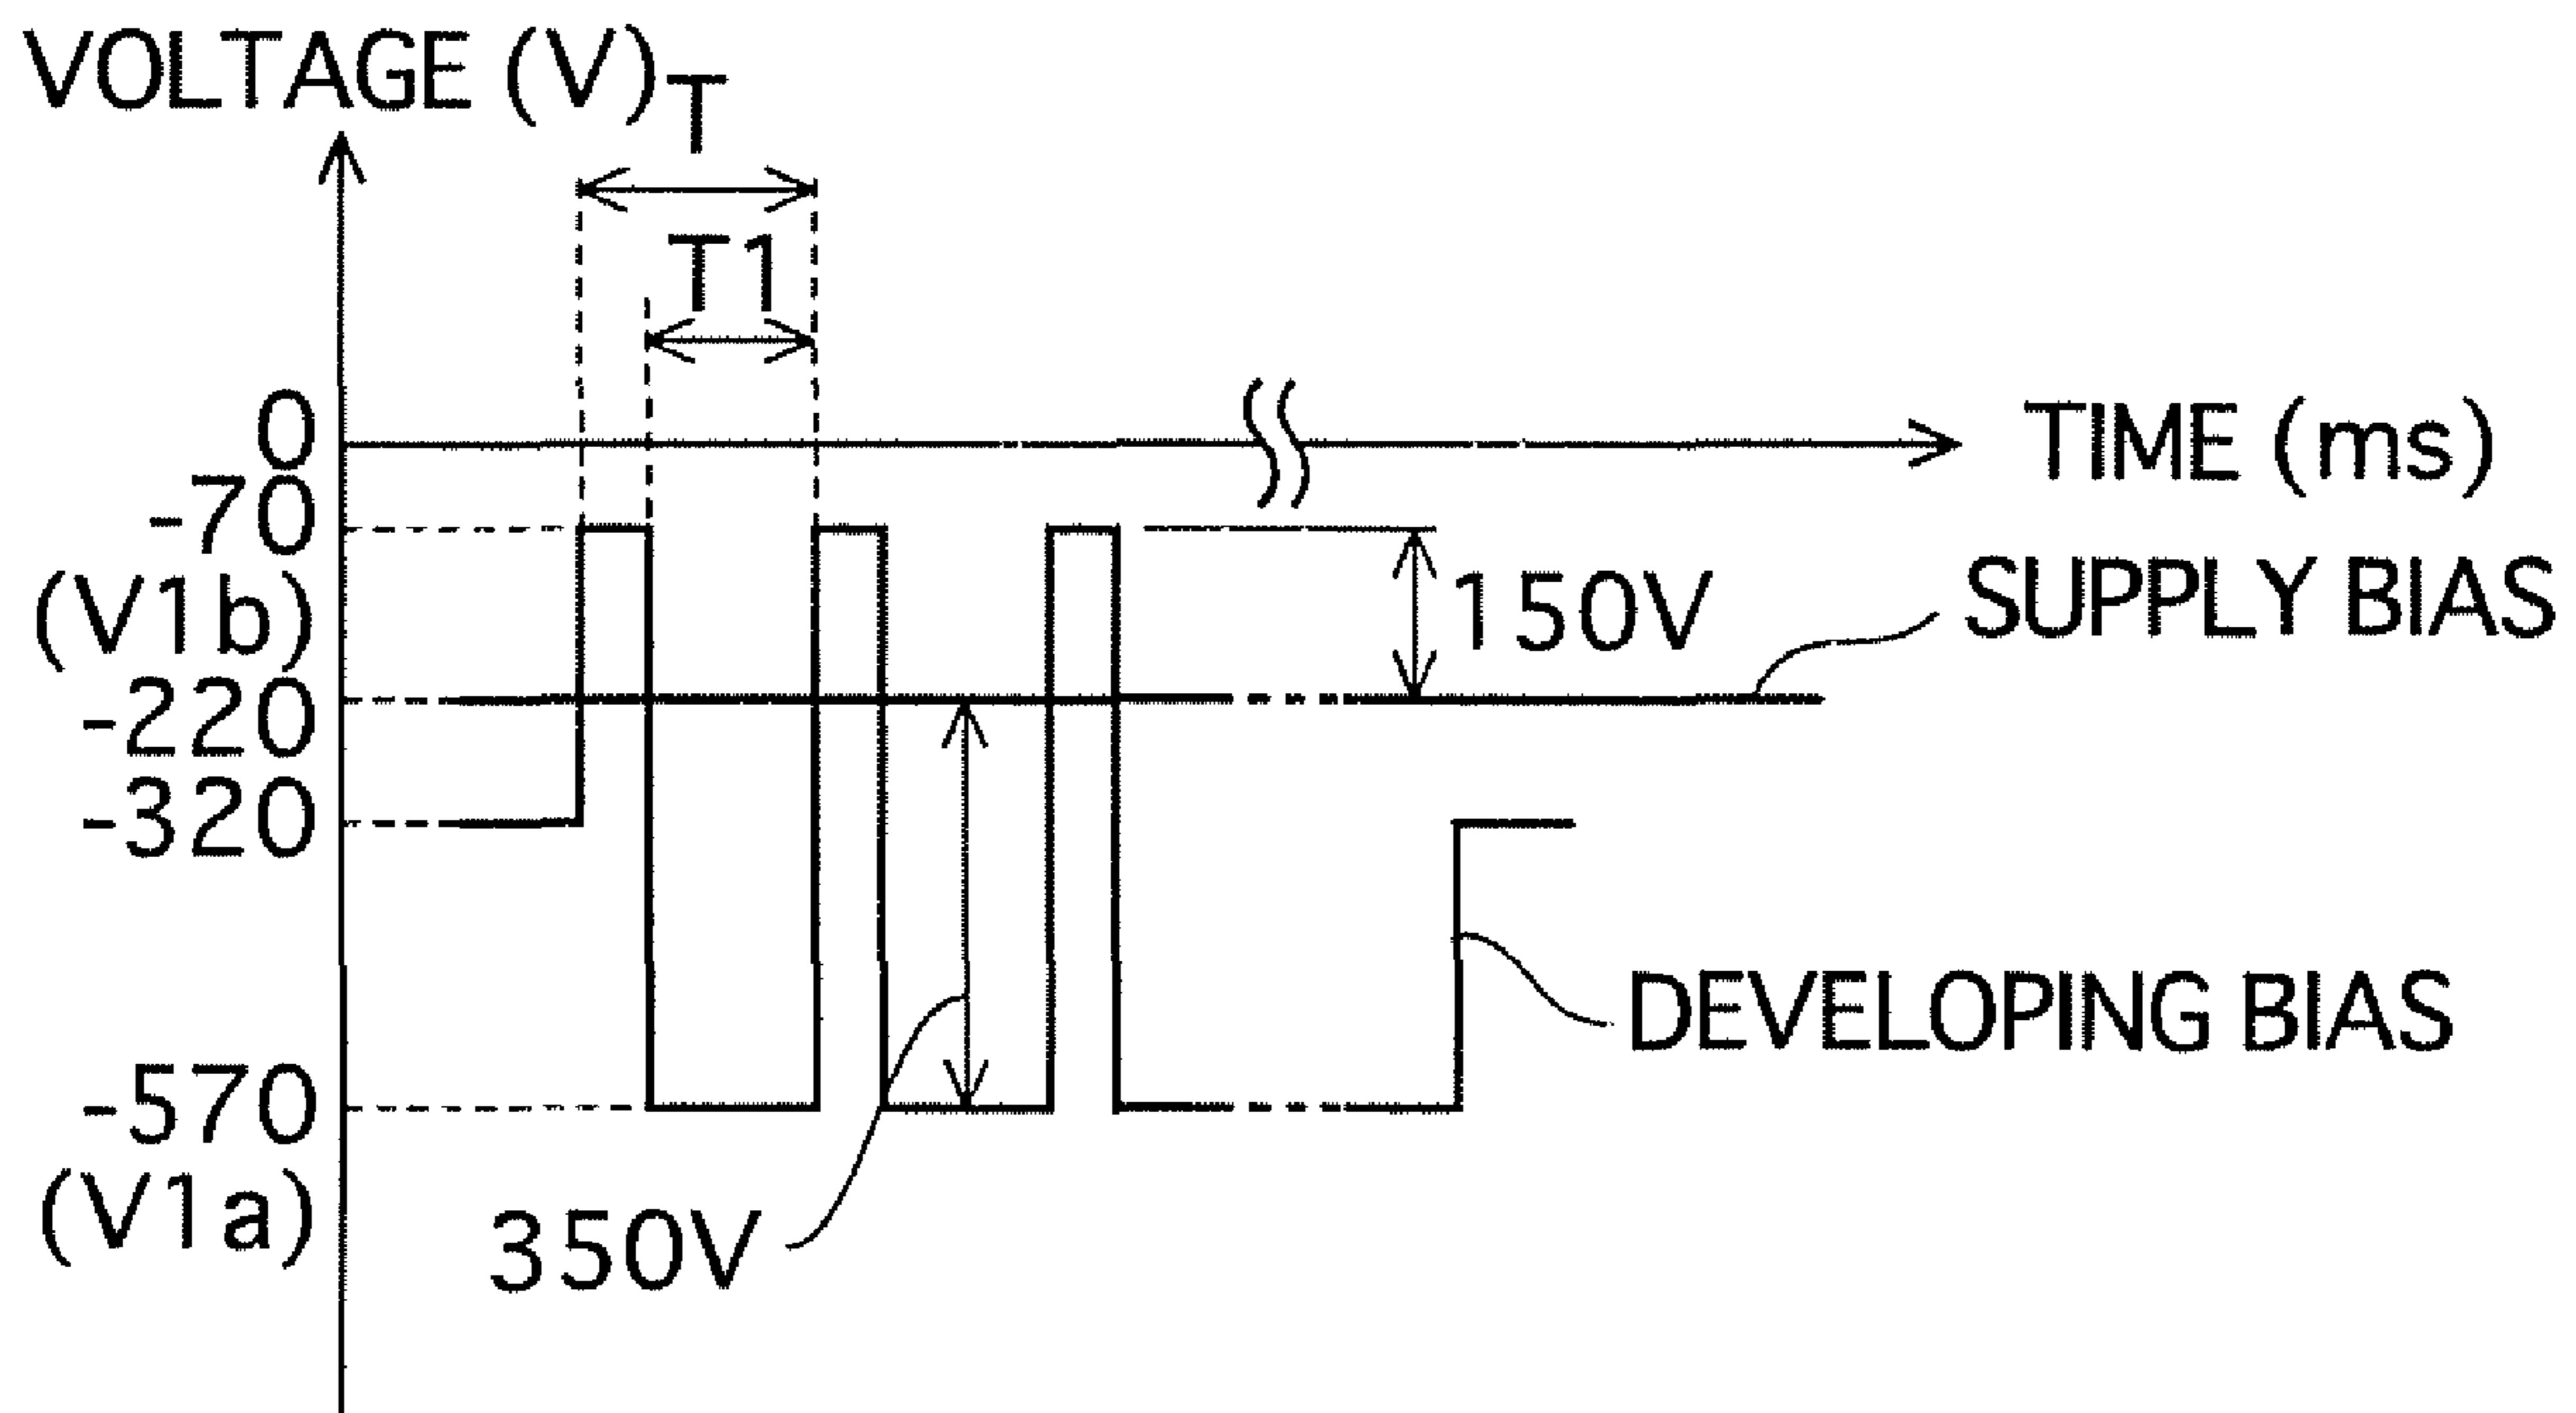 VOLTAGE (V)
T
T1
0
TIME (ms)
-70
(V1b)
150V
SUPPLY BIAS
-220
-320
DEVELOPING BIAS
-570
(V1a)
350V